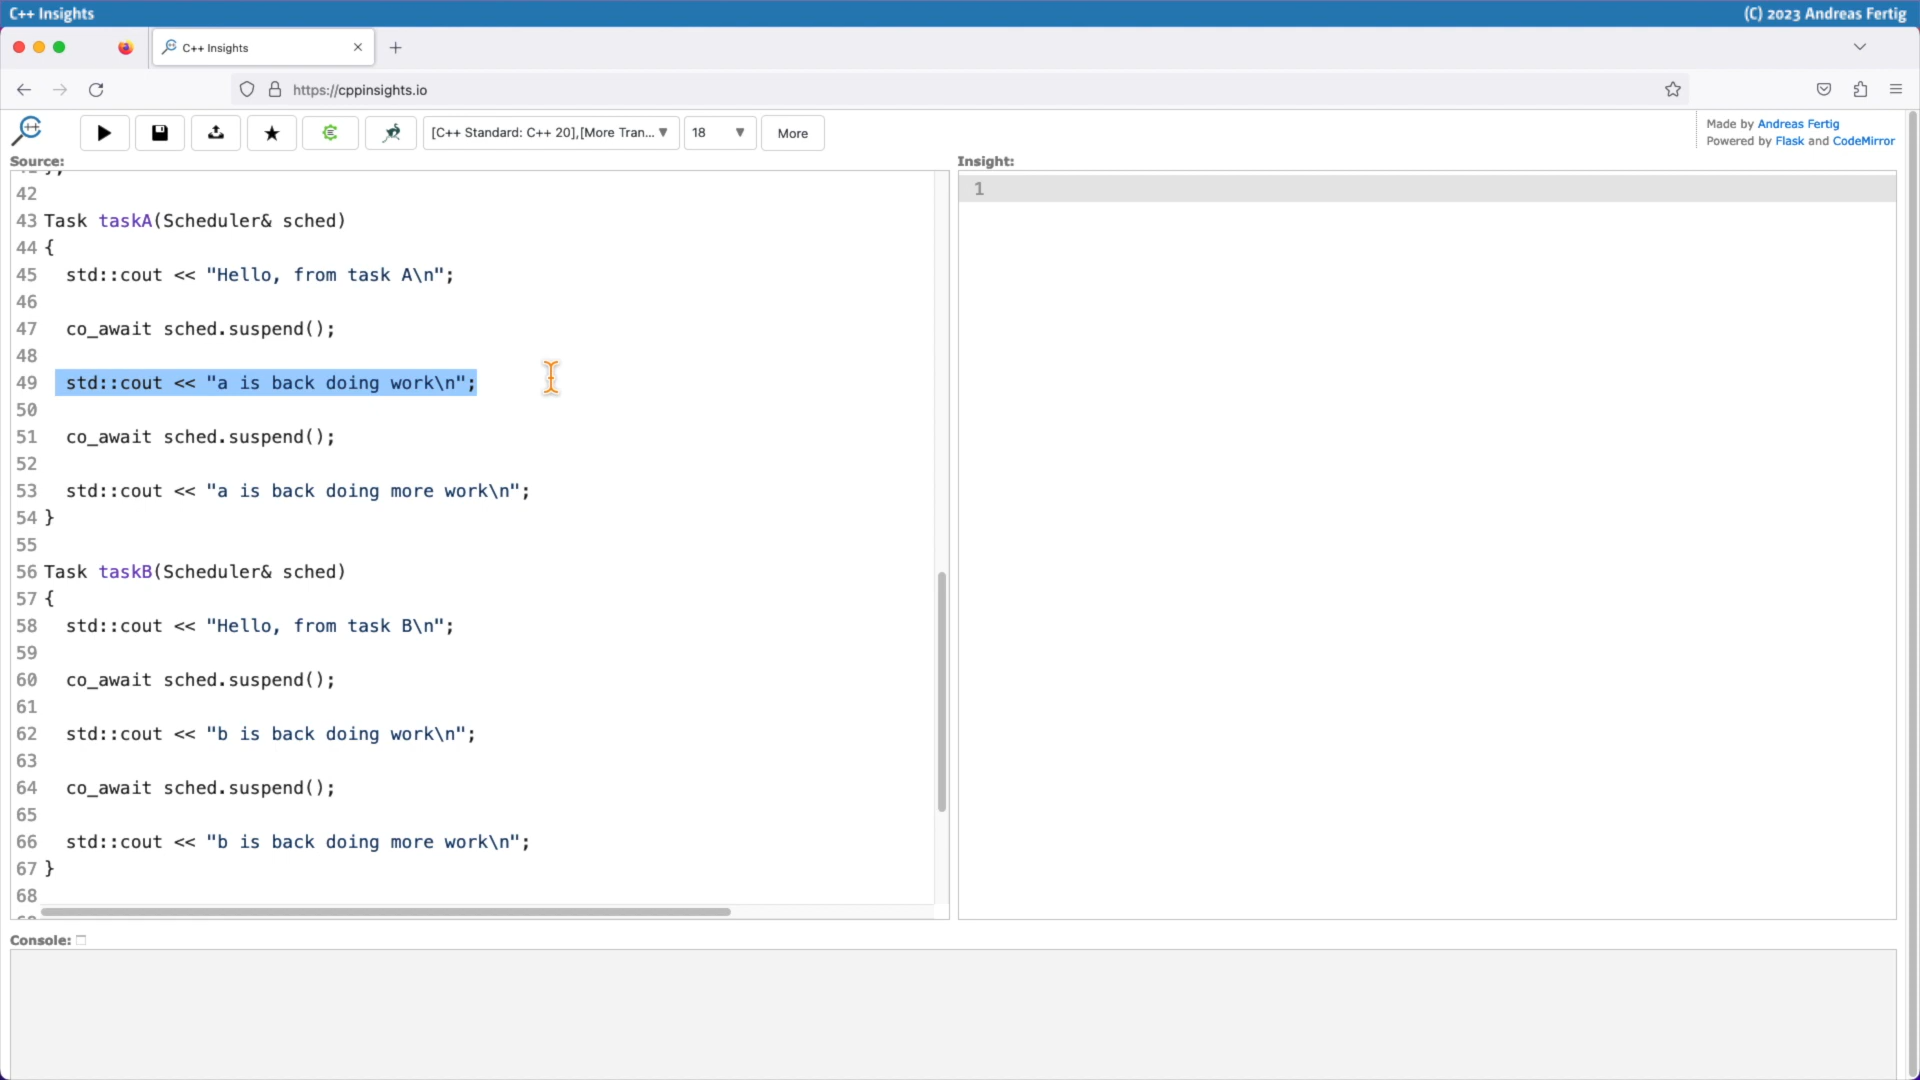 C++ Insights
(C) 2023 Andreas Fertig
C++ Insights
https://cppinsights.io
[C++ Standard: C++ 20],[More Tran...
18
More
Made by Andreas Fertig
Powered by Flask and CodeMirror
Source:
Insight:
1
42
43 Task taskA(Scheduler& sched)
44 {
45 std::cout << "Hello, from task A\n";
46
47 co_await sched.suspend();
48
49 std::cout << "a is back doing work\n";
50
51 co_await sched.suspend();
52
53 std::cout << "a is back doing more work\n";
54 }
55
56 Task taskB(Scheduler& sched)
57 {
58 std::cout << "Hello, from task B\n";
59
60 co_await sched.suspend();
61
62 std::cout << "b is back doing work\n";
63
64 co_await sched.suspend();
65
66 std::cout << "b is back doing more work\n";
67 }
68
Console: